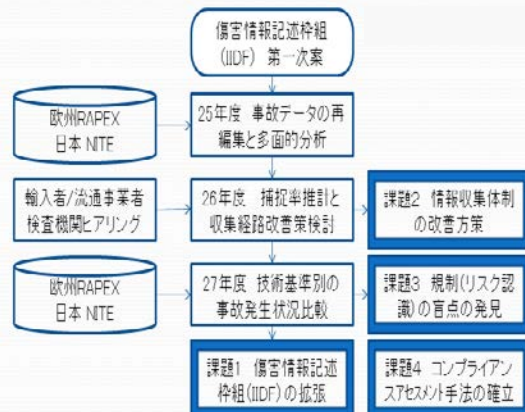 傷害情報記述枠組
(IIDF) 第一次案
欧州RAPEX
日本 NITE
25年度 事故データの再
編集と多面的分析
輸入者/流通事業者
検査機関ヒアリング
26年度 捕捉率推計と
収集経路改善策検討
課題2 情報収集体制
の改善方策
欧州RAPEX
日本 NITE
27年度 技術基準別の
事故発生状況比較
課題3 規制(リスク認
識)の盲点の発見
課題1 傷害情報記述
枠組(IIDF)の拡張
課題4 コンプライアン
スアセスメント手法の確立